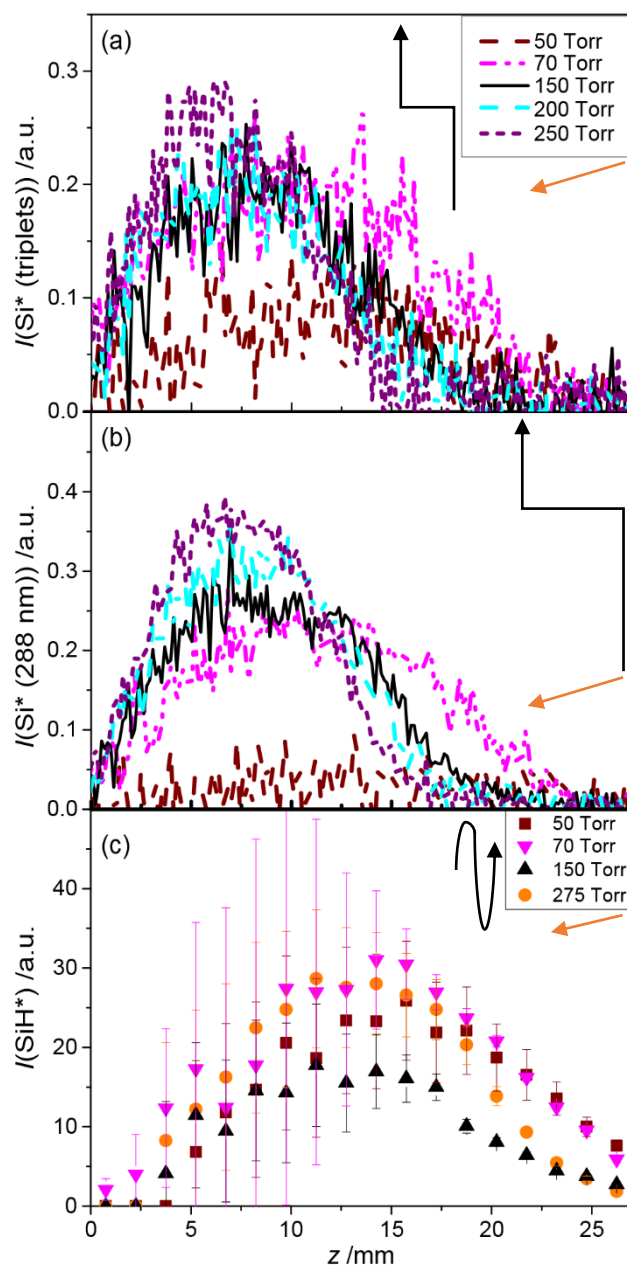 (a)
50 Torr
70 Torr
150 Torr
200 Torr
250 Torr
0.3
0.2
0.1
0.0
I(Si* (triplets)) /a.u.
(b)
0.4
0.3
0.2
0.1
0.0
I(Si* (288 nm)) /a.u.
(c)
50 Torr
70 Torr
150 Torr
275 Torr
40
30
20
10
0
I(SiH*) /a.u.
0 5 10 15 20 25
z /mm